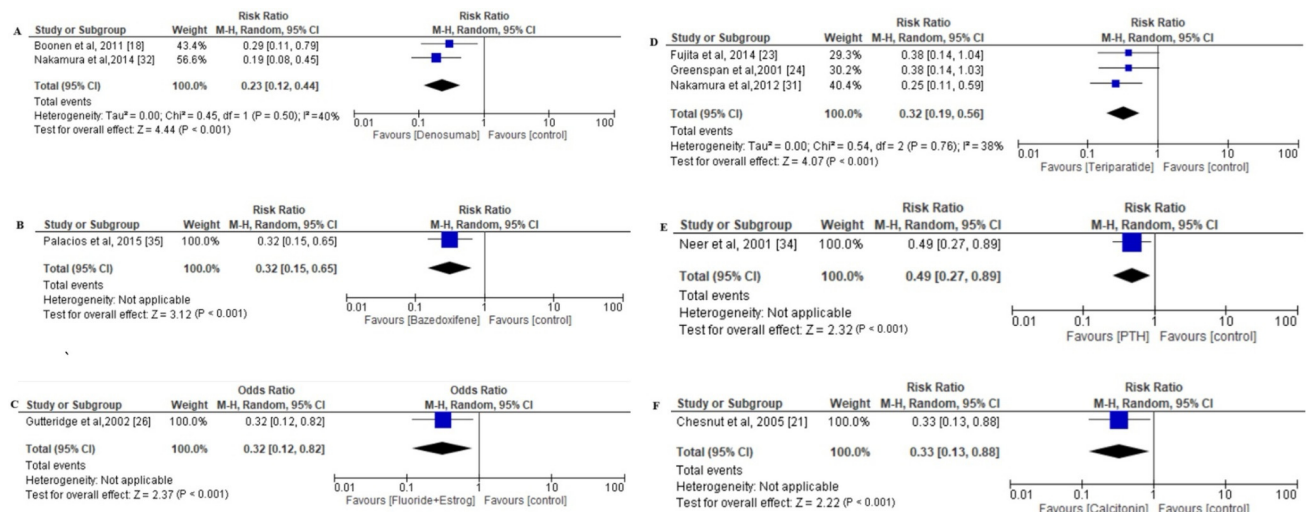 A
Risk Ratio Risk Ratio
Study or Subgroup Weight M-H, Random, 95% CI M-H, Random, 95% CI
Boonen et al, 2011 [18] 43.4% 0.29 [0.11, 0.79]
Nakamura et al,2014 [32] 56.6% 0.19 [0.08, 0.45]
Total (95% CI) 100.0% 0.23 [0.12, 0.44]
Total events
Heterogeneity: Tau² = 0.00; Chi² = 0.45, df = 1 (P = 0.50); I² =40%
Test for overall effect: Z = 4.44 (P < 0.001)
0.01 0.1 1 10 100
Favours [Denosumab] Favours [control]
B
Risk Ratio Risk Ratio
Study or Subgroup Weight M-H, Random, 95% CI M-H, Random, 95% CI
Palacios et al, 2015 [35] 100.0% 0.32 [0.15, 0.65]
Total (95% CI) 100.0% 0.32 [0.15, 0.65]
Total events
Heterogeneity: Not applicable
Test for overall effect: Z = 3.12 (P < 0.001)
0.01 0.1 1 10 100
Favours [Bazedoxifene] Favours [control]
C
Odds Ratio Odds Ratio
Study or Subgroup Weight M-H, Random, 95% CI M-H, Random, 95% CI
Gutteridge et al,2002 [26] 100.0% 0.32 [0.12, 0.82]
Total (95% CI) 100.0% 0.32 [0.12, 0.82]
Total events
Heterogeneity: Not applicable
Test for overall effect: Z = 2.37 (P < 0.001)
0.01 0.1 1 10 100
Favours [Fluoride+Estrog] Favours [control]
D
Risk Ratio Risk Ratio
Study or Subgroup Weight M-H, Random, 95% CI M-H, Random, 95% CI
Fujita et al, 2014 [23] 29.3% 0.38 [0.14, 1.04]
Greenspan et al,2001 [24] 30.2% 0.38 [0.14, 1.03]
Nakamura et al,2012 [31] 40.4% 0.25 [0.11, 0.59]
Total (95% CI) 100.0% 0.32 [0.19, 0.56]
Total events
Heterogeneity: Tau² = 0.00; Chi² = 0.54, df = 2 (P = 0.76); I² = 38%
Test for overall effect: Z = 4.07 (P < 0.001)
0.01 0.1 1 10 100
Favours [Teriparatide] Favours [control]
E
Risk Ratio Risk Ratio
Study or Subgroup Weight M-H, Random, 95% CI M-H, Random, 95% CI
Neer et al, 2001 [34] 100.0% 0.49 [0.27, 0.89]
Total (95% CI) 100.0% 0.49 [0.27, 0.89]
Total events
Heterogeneity: Not applicable
Test for overall effect: Z = 2.32 (P < 0.001)
0.01 0.1 1 10 100
Favours [PTH] Favours [control]
F
Risk Ratio Risk Ratio
Study or Subgroup Weight M-H, Random, 95% CI M-H, Random, 95% CI
Chesnut et al, 2005 [21] 100.0% 0.33 [0.13, 0.88]
Total (95% CI) 100.0% 0.33 [0.13, 0.88]
Total events
Heterogeneity: Not applicable
Test for overall effect: Z = 2.22 (P < 0.001)
0.01 0.1 1 10 100
Favours [Calcitonin] Favours [control]